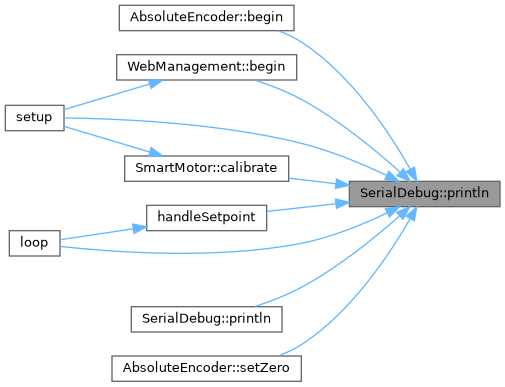 AbsoluteEncoder::begin
WebManagement::begin
setup
SmartMotor::calibrate
SerialDebug::println
handleSetpoint
loop
SerialDebug::println
AbsoluteEncoder::setZero